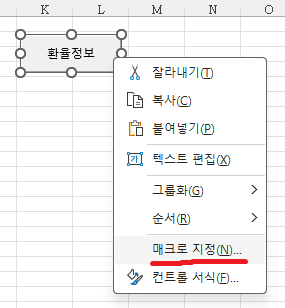 K L M N O
환율정보
잘라내기(T)
복사(C)
붙여넣기(P)
텍스트 편집(X)
가
그룹화(G)
순서(R)
매크로 지정(N)...
컨트롤 서식(F)...